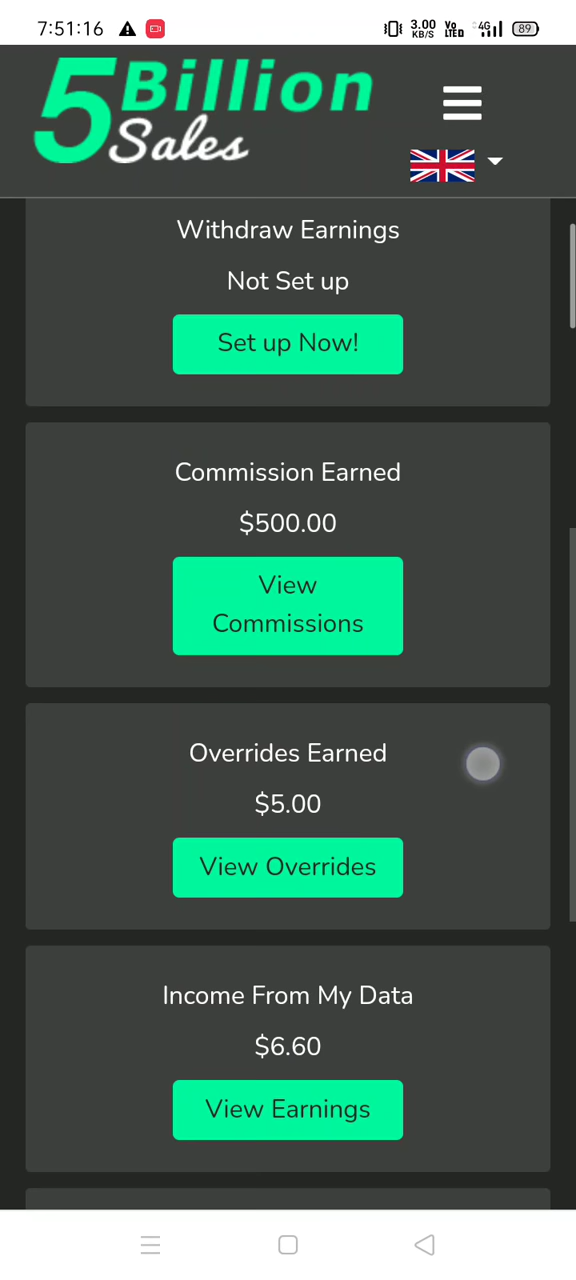 7:51:16 3.00 KB/S Vo LTE D 4G 89
5 Billion
Sales
Withdraw Earnings
Not Set up
Set up Now!
Commission Earned
$500.00
View
Commissions
Overrides Earned
$5.00
View Overrides
Income From My Data
$6.60
View Earnings